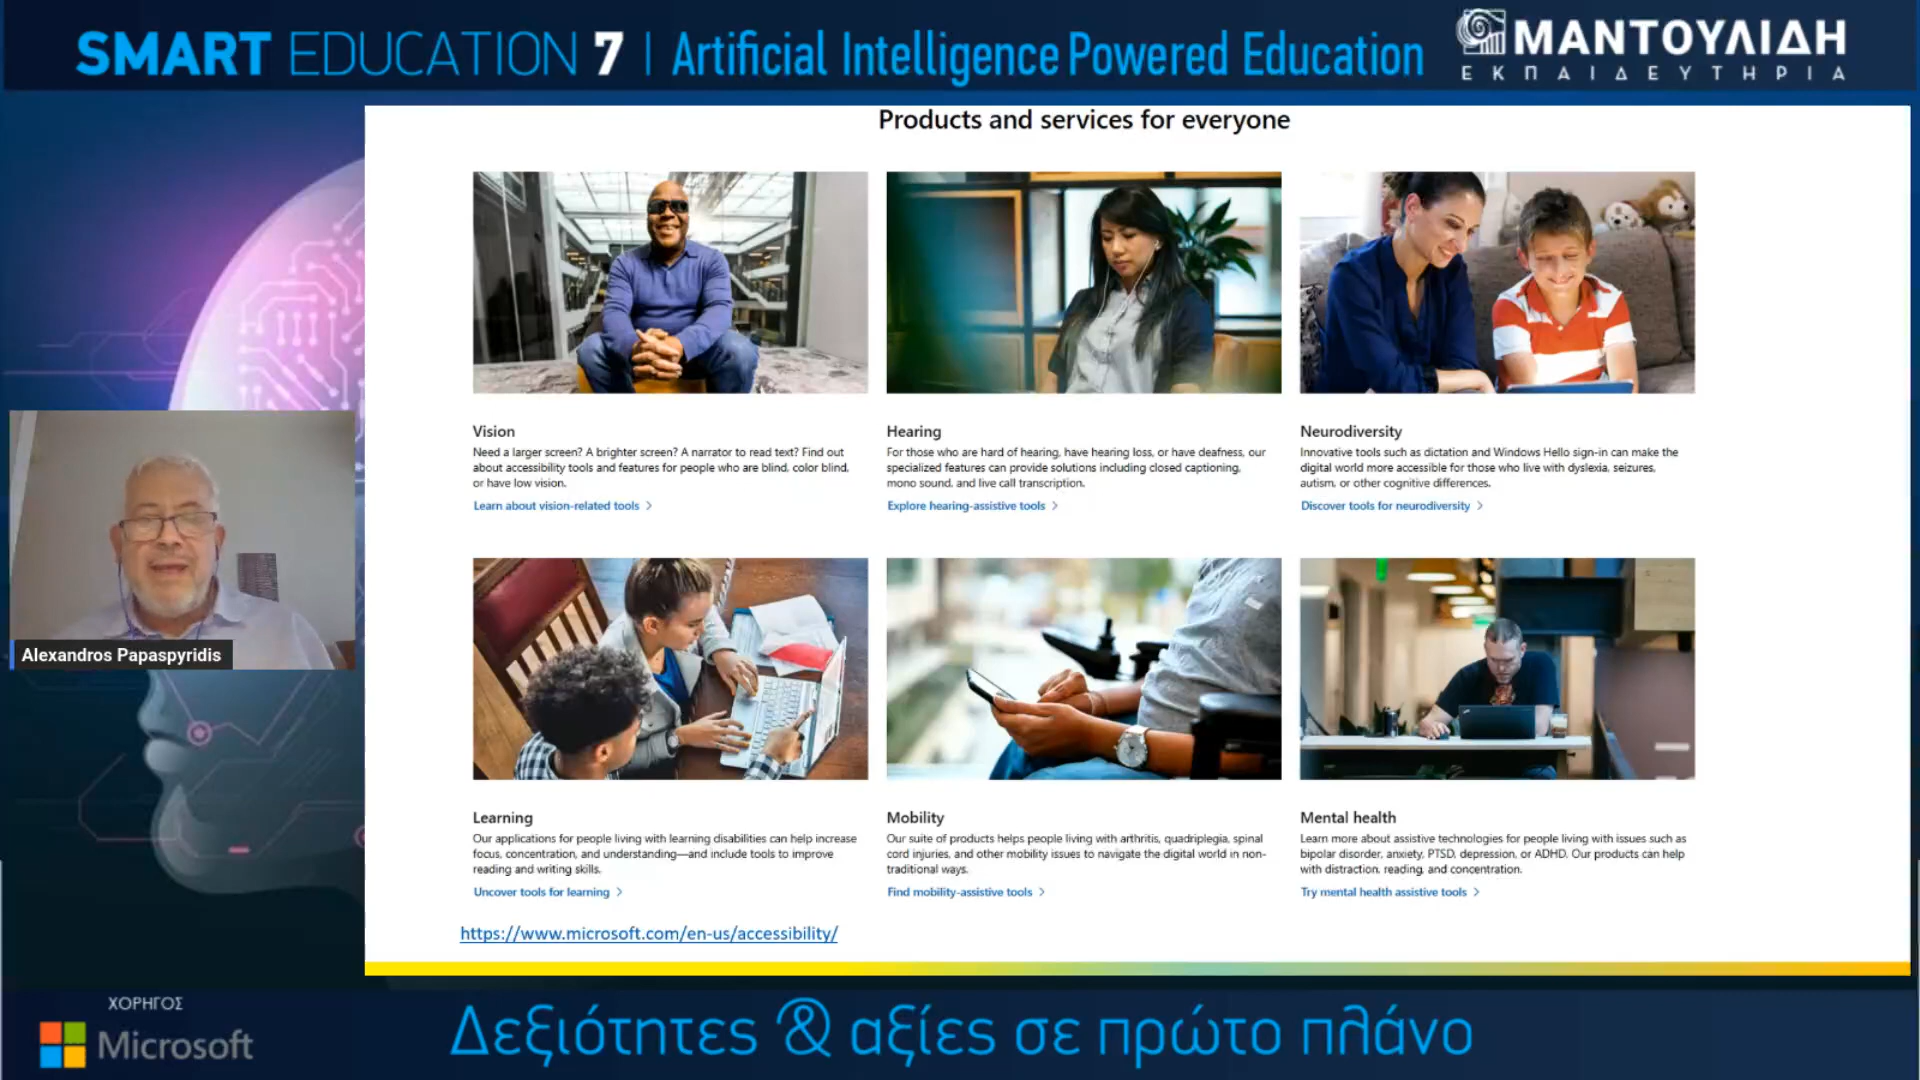 SMART EDUCATION 7 | Artificial Intelligence Powered Education
ΜΑΝΤΟΥΛΙΔΗ
ΕΚΠΑΙΔΕΥΤΗΡΙΑ
Products and services for everyone
Vision
Need a larger screen? A brighter screen? A narrator to read text? Find out
about accessibility tools and features for people who are blind, color blind,
or have low vision.
Learn about vision-related tools >
Hearing
For those who are hard of hearing, have hearing loss, or have deafness, our
specialized features can provide solutions including closed captioning,
mono sound, and live call transcription.
Explore hearing-assistive tools >
Neurodiversity
Innovative tools such as dictation and Windows Hello sign-in can make the
digital world more accessible for those who live with dyslexia, seizures,
autism, or other cognitive differences.
Discover tools for neurodiversity >
Alexandros Papaspyridis
Learning
Our applications for people living with learning disabilities can help increase
focus, concentration, and understanding—and include tools to improve
reading and writing skills.
Uncover tools for learning >
Mobility
Our suite of products helps people living with arthritis, quadriplegia, spinal
cord injuries, and other mobility issues to navigate the digital world in non-
traditional ways.
Find mobility-assistive tools >
Mental health
Learn more about assistive technologies for people living with issues such as
bipolar disorder, anxiety, PTSD, depression, or ADHD. Our products can help
with distraction, reading, and concentration.
Try mental health assistive tools >
https://www.microsoft.com/en-us/accessibility/
ΧΟΡΗΓΟΣ
Microsoft
Δεξιότητες & αξίες σε πρώτο πλάνο